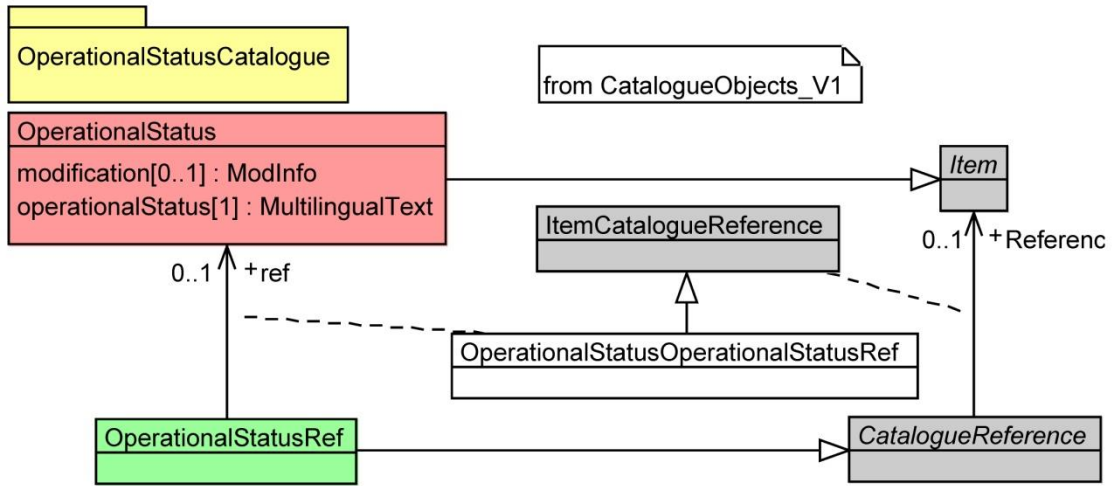 OperationalStatusCatalogue
from CatalogueObjects_V1
OperationalStatus
modification[0..1] : ModInfo
operationalStatus[1] : MultilingualText
Item
ItemCatalogueReference
0..1 +Referenc
0..1 +ref
OperationalStatusOperationalStatusRef
OperationalStatusRef
CatalogueReference